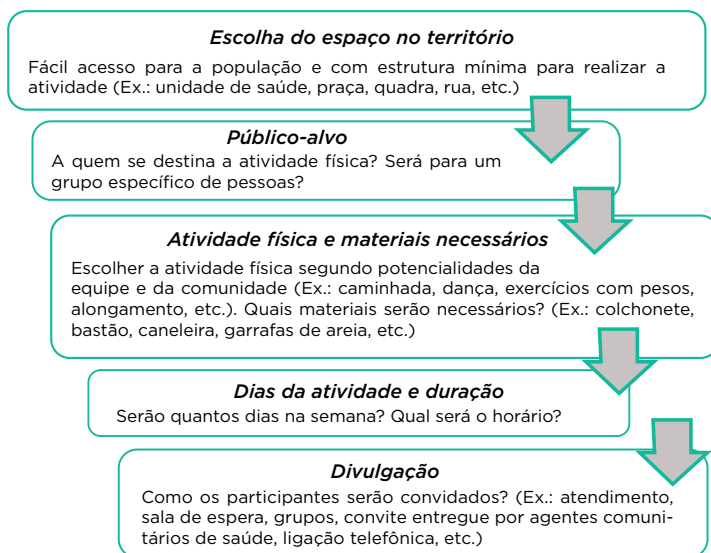 Escolha do espaço no território
Fácil acesso para a população e com estrutura mínima para realizar a
atividade (Ex.: unidade de saúde, praça, quadra, rua, etc.)
Público-alvo
A quem se destina a atividade física? Será para um
grupo específico de pessoas?
Atividade física e materiais necessários
Escolher a atividade física segundo potencialidades da
equipe e da comunidade (Ex.: caminhada, dança, exercícios com pesos,
alongamento, etc.). Quais materiais serão necessários? (Ex.: colchonete,
bastão, caneleira, garrafas de areia, etc.)
Dias da atividade e duração
Serão quantos dias na semana? Qual será o horário?
Divulgação
Como os participantes serão convidados? (Ex.: atendimento,
sala de espera, grupos, convite entregue por agentes comuni-
tários de saúde, ligação telefônica, etc.)